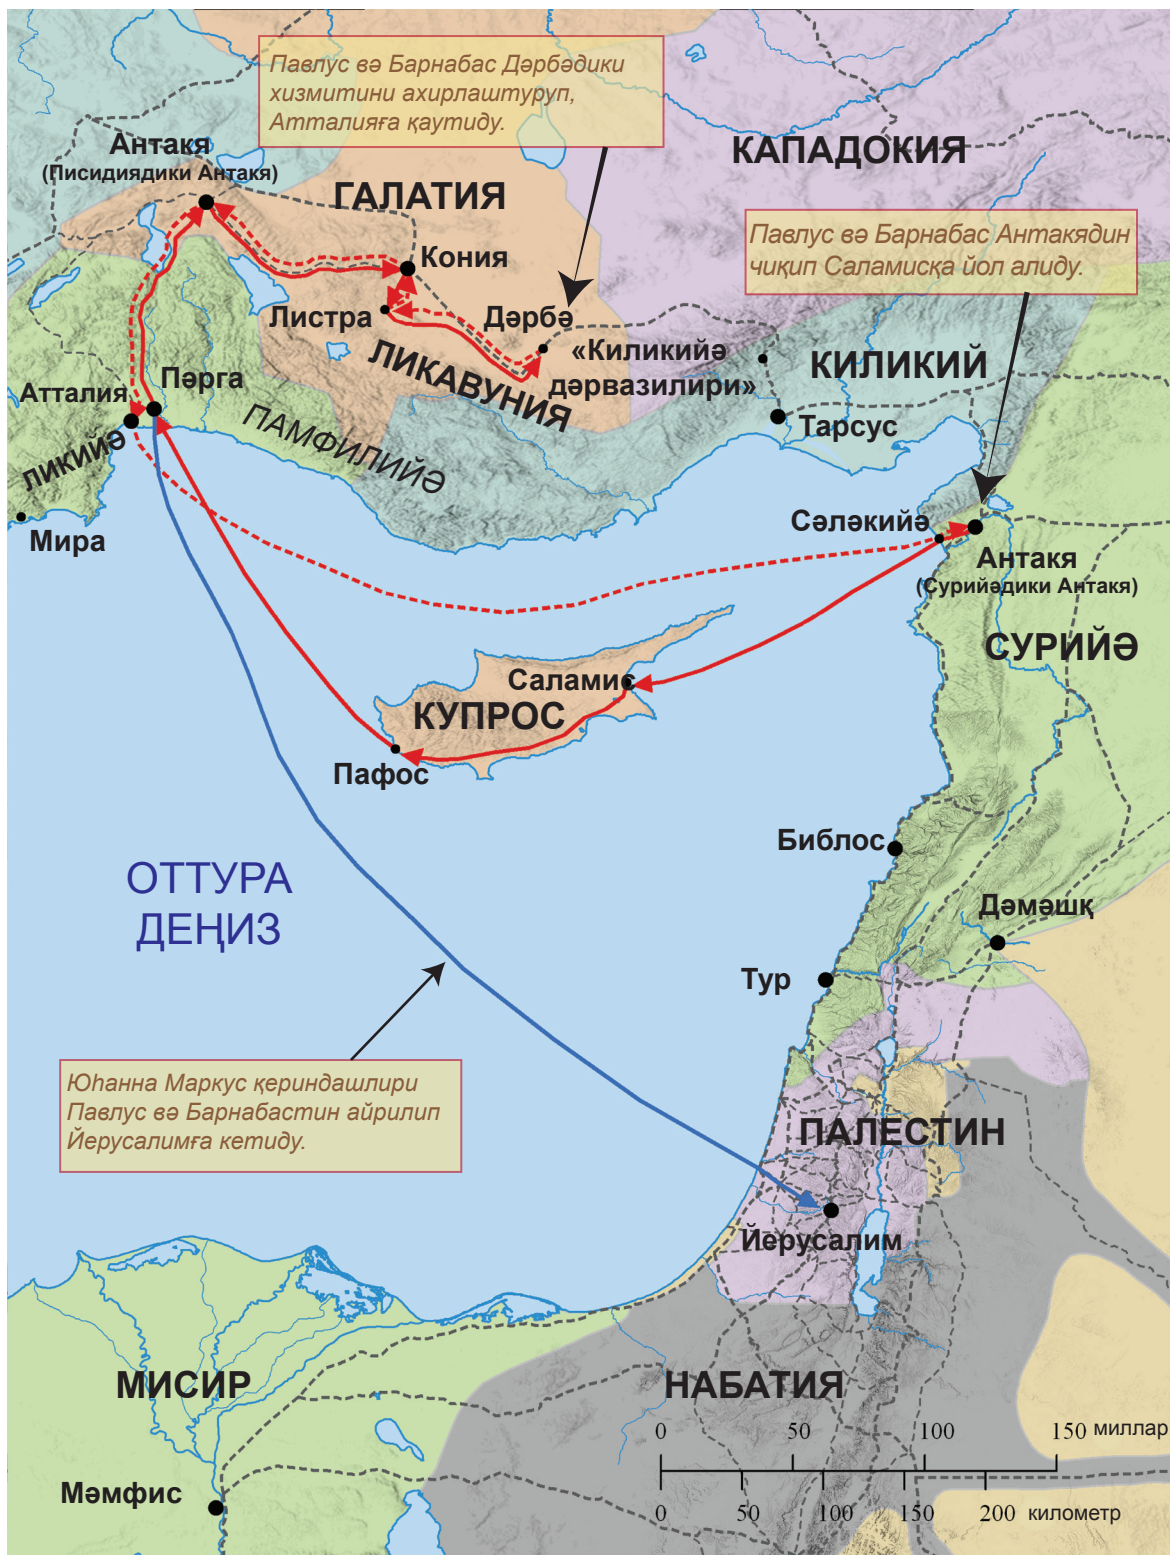 Павлус вә Барнабас Дәрбәдики
хизмитини ахирлаштуруп,
Атталияға қаутиду.
Антакя
(Писидиядики Антакя)
КАПАДОКИЯ
ГАЛАТИЯ
Павлус вә Барнабас Антакядин
чиқип Саламисқа йол алиду.
Кония
Листра
Дәрбә
«Киликийә
дәрвазилири»
КИЛИКИЙ
ЛИКАВУНИЯ
Атталия
Пәрга
ПАМФИЛИЙӘ
Тарсус
ЛИКИЙӘ
Мира
Сәләкийә
Антакя
(Сурийәдики Антакя)
СУРИЙӘ
Саламис
КУПРОС
Пафос
Библос
ОТТУРА
ДЕҢИЗ
Дәмәшқ
Тур
Юһанна Маркус қериндашлири
Павлус вә Барнабастин айрилип
Йерусалимға кетиду.
ПАЛЕСТИН
Йерусалим
МИСИР
НАБАТИЯ
0 50 100 150 миллар
0 50 100 150 200 километр
Мәмфис